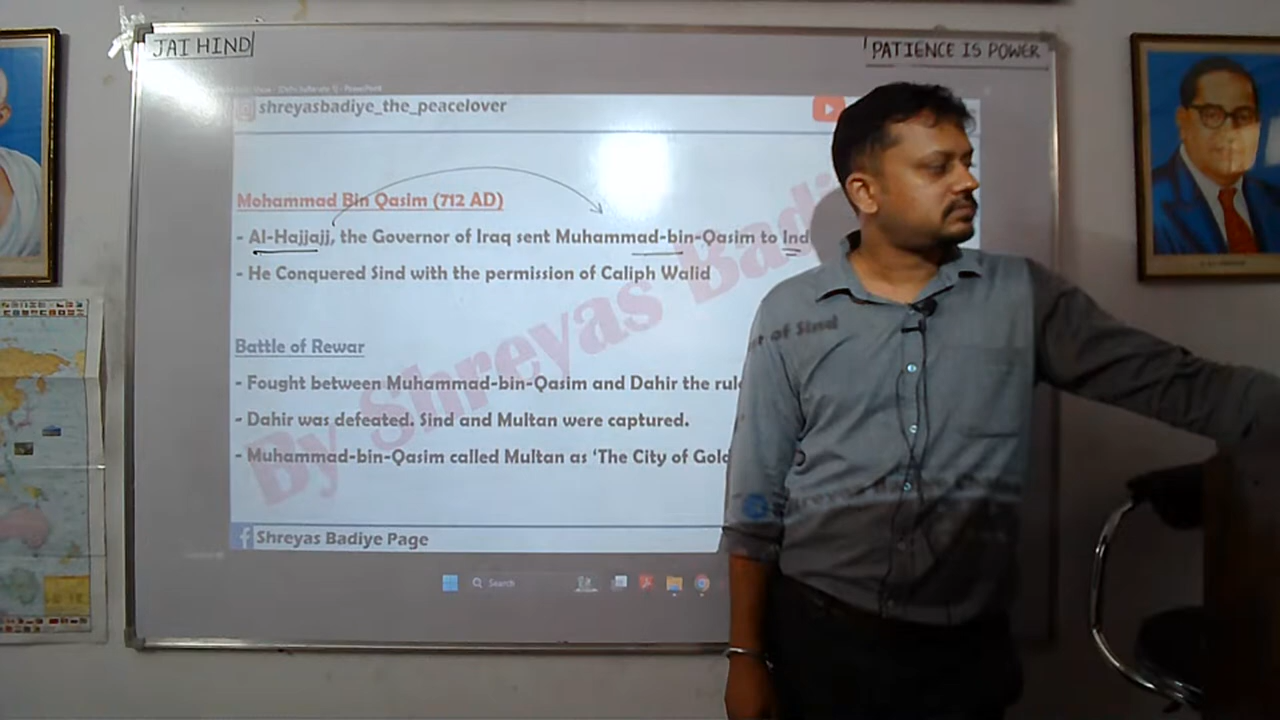 JAI HIND
PATIENCE IS POWER
shreyasbadiye_the_peacelover
Mohammad Bin Qasim (712 AD)
- Al-Hajjajj, the Governor of Iraq sent Muhammad-bin-Qasim to Ind
- He Conquered Sind with the permission of Caliph Walid
Battle of Rewar
- Fought between Muhammad-bin-Qasim and Dahir the rul
t of Sind
- Dahir was defeated. Sind and Multan were captured.
- Muhammad-bin-Qasim called Multan as ‘The City of Gold
By Shreyas Badi
Shreyas Badiye Page
Search